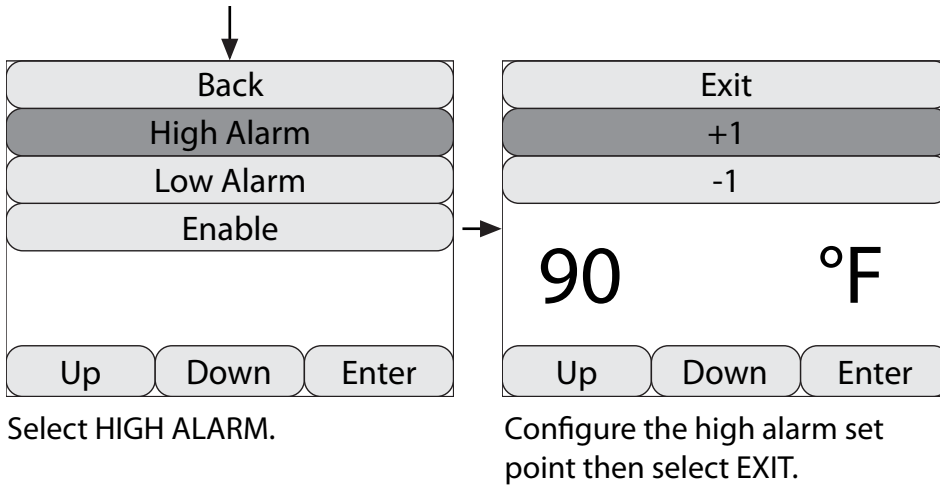 Back
High Alarm
Low Alarm
Enable
Up Down Enter
Select HIGH ALARM.
Exit
+1
-1
90 °F
Up Down Enter
Configure the high alarm set
point then select EXIT.